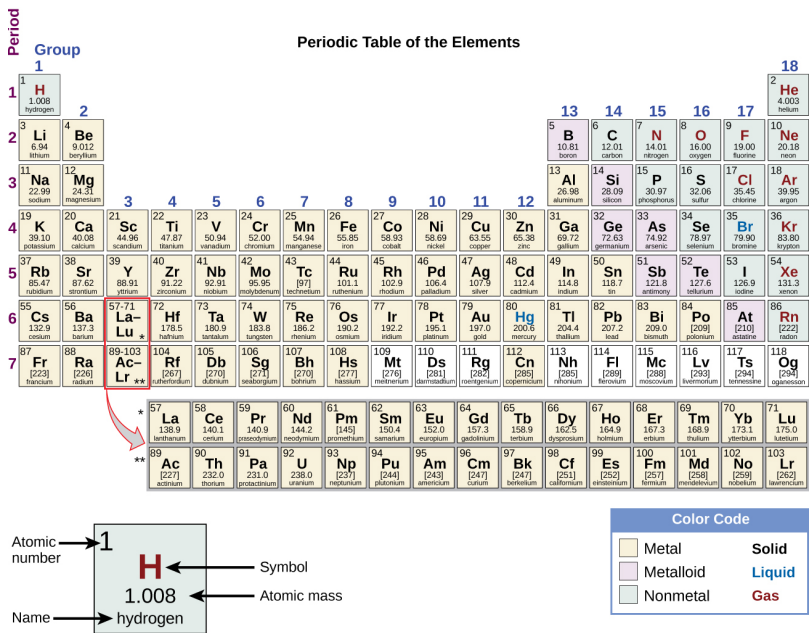 Periodic Table of the Elements
Period
Group
1
18
1
1
H
1.008
hydrogen
2
He
4.003
helium
2
13 14 15 16 17
2
3
Li
6.94
lithium
4
Be
9.012
beryllium
5
B
10.81
boron
6
C
12.01
carbon
7
N
14.01
nitrogen
8
O
16.00
oxygen
9
F
19.00
fluorine
10
Ne
20.18
neon
3
11
Na
22.99
sodium
12
Mg
24.31
magnesium
13
Al
26.98
aluminum
14
Si
28.09
silicon
15
P
30.97
phosphorus
16
S
32.06
sulfur
17
Cl
35.45
chlorine
18
Ar
39.95
argon
3 4 5 6 7 8 9 10 11 12
4
19
K
39.10
potassium
20
Ca
40.08
calcium
21
Sc
44.96
scandium
22
Ti
47.87
titanium
23
V
50.94
vanadium
24
Cr
52.00
chromium
25
Mn
54.94
manganese
26
Fe
55.85
iron
27
Co
58.93
cobalt
28
Ni
58.69
nickel
29
Cu
63.55
copper
30
Zn
65.38
zinc
31
Ga
69.72
gallium
32
Ge
72.63
germanium
33
As
74.92
arsenic
34
Se
78.97
selenium
35
Br
79.90
bromine
36
Kr
83.80
krypton
5
37
Rb
85.47
rubidium
38
Sr
87.62
strontium
39
Y
88.91
yttrium
40
Zr
91.22
zirconium
41
Nb
92.91
niobium
42
Mo
95.95
molybdenum
43
Tc
[97]
technetium
44
Ru
101.1
ruthenium
45
Rh
102.9
rhodium
46
Pd
106.4
palladium
47
Ag
107.9
silver
48
Cd
112.4
cadmium
49
In
114.8
indium
50
Sn
118.7
tin
51
Sb
121.8
antimony
52
Te
127.6
tellurium
53
I
126.9
iodine
54
Xe
131.3
xenon
6
55
Cs
132.9
cesium
56
Ba
137.3
barium
57-71
La–
Lu *
72
Hf
178.5
hafnium
73
Ta
180.9
tantalum
74
W
183.8
tungsten
75
Re
186.2
rhenium
76
Os
190.2
osmium
77
Ir
192.2
iridium
78
Pt
195.1
platinum
79
Au
197.0
gold
80
Hg
200.6
mercury
81
Tl
204.4
thallium
82
Pb
207.2
lead
83
Bi
209.0
bismuth
84
Po
[209]
polonium
85
At
[210]
astatine
86
Rn
[222]
radon
7
87
Fr
[223]
francium
88
Ra
[226]
radium
89-103
Ac–
Lr **
104
Rf
[267]
rutherfordium
105
Db
[270]
dubnium
106
Sg
[271]
seaborgium
107
Bh
[270]
bohrium
108
Hs
[277]
hassium
109
Mt
[276]
meitnerium
110
Ds
[281]
darmstadtium
111
Rg
[282]
roentgenium
112
Cn
[285]
copernicium
113
Nh
[285]
nihonium
114
Fl
[289]
flerovium
115
Mc
[288]
moscovium
116
Lv
[293]
livermorium
117
Ts
[294]
tennessine
118
Og
[294]
oganesson
*
57
La
138.9
lanthanum
58
Ce
140.1
cerium
59
Pr
140.9
praseodymium
60
Nd
144.2
neodymium
61
Pm
[145]
promethium
62
Sm
150.4
samarium
63
Eu
152.0
europium
64
Gd
157.3
gadolinium
65
Tb
158.9
terbium
66
Dy
162.5
dysprosium
67
Ho
164.9
holmium
68
Er
167.3
erbium
69
Tm
168.9
thulium
70
Yb
173.1
ytterbium
71
Lu
175.0
lutetium
**
89
Ac
[227]
actinium
90
Th
232.0
thorium
91
Pa
231.0
protactinium
92
U
238.0
uranium
93
Np
[237]
neptunium
94
Pu
[244]
plutonium
95
Am
[243]
americium
96
Cm
[247]
curium
97
Bk
[247]
berkelium
98
Cf
[251]
californium
99
Es
[252]
einsteinium
100
Fm
[257]
fermium
101
Md
[258]
mendelevium
102
No
[259]
nobelium
103
Lr
[262]
lawrencium
Atomic
number
1
H
1.008
hydrogen
Symbol
Atomic mass
Name
Color Code
Metal Solid
Metalloid Liquid
Nonmetal Gas